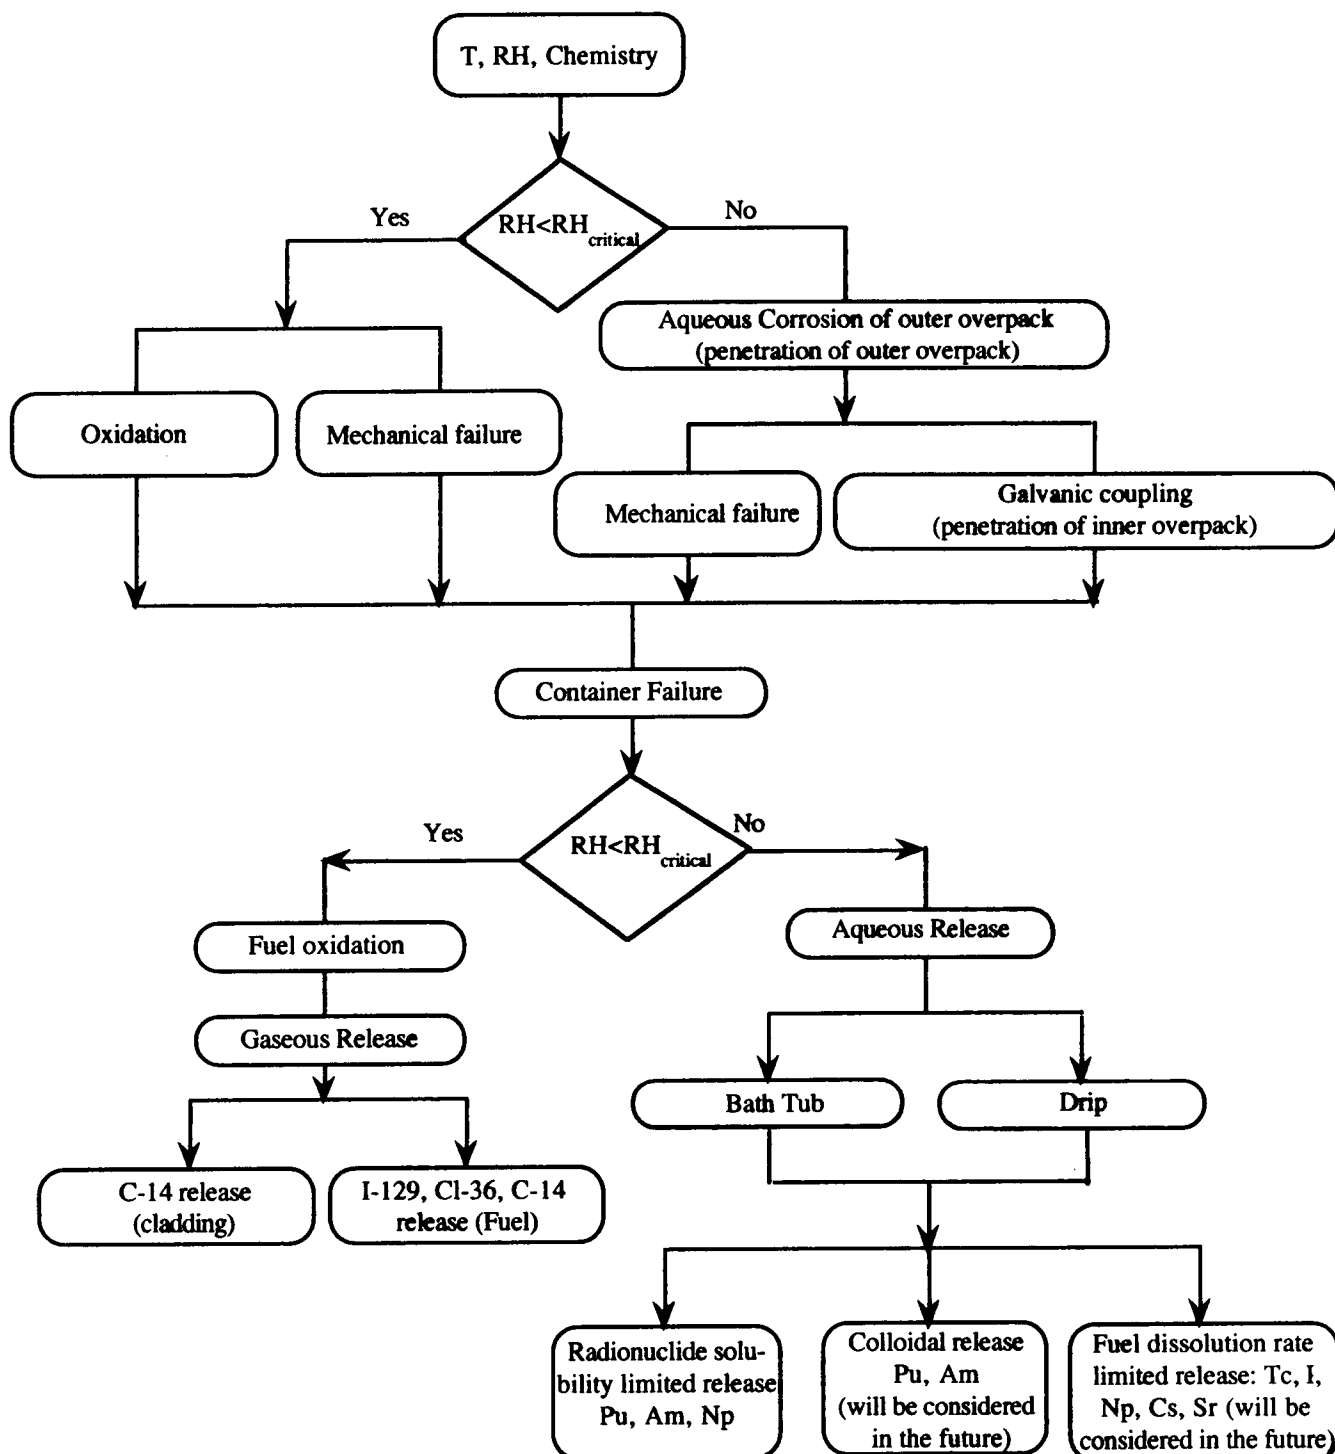 T, RH, Chemistry
Yes
RH<RHcritical
No
Aqueous Corrosion of outer overpack
(penetration of outer overpack)
Oxidation
Mechanical failure
Mechanical failure
Galvanic coupling
(penetration of inner overpack)
Container Failure
Yes
RH<RHcritical
No
Fuel oxidation
Aqueous Release
Gaseous Release
Bath Tub
Drip
C-14 release
(cladding)
I-129, Cl-36, C-14
release (Fuel)
Radionuclide solu-
bility limited release
Pu, Am, Np
Colloidal release
Pu, Am
(will be considered
in the future)
Fuel dissolution rate
limited release: Tc, I,
Np, Cs, Sr (will be
considered in the future)